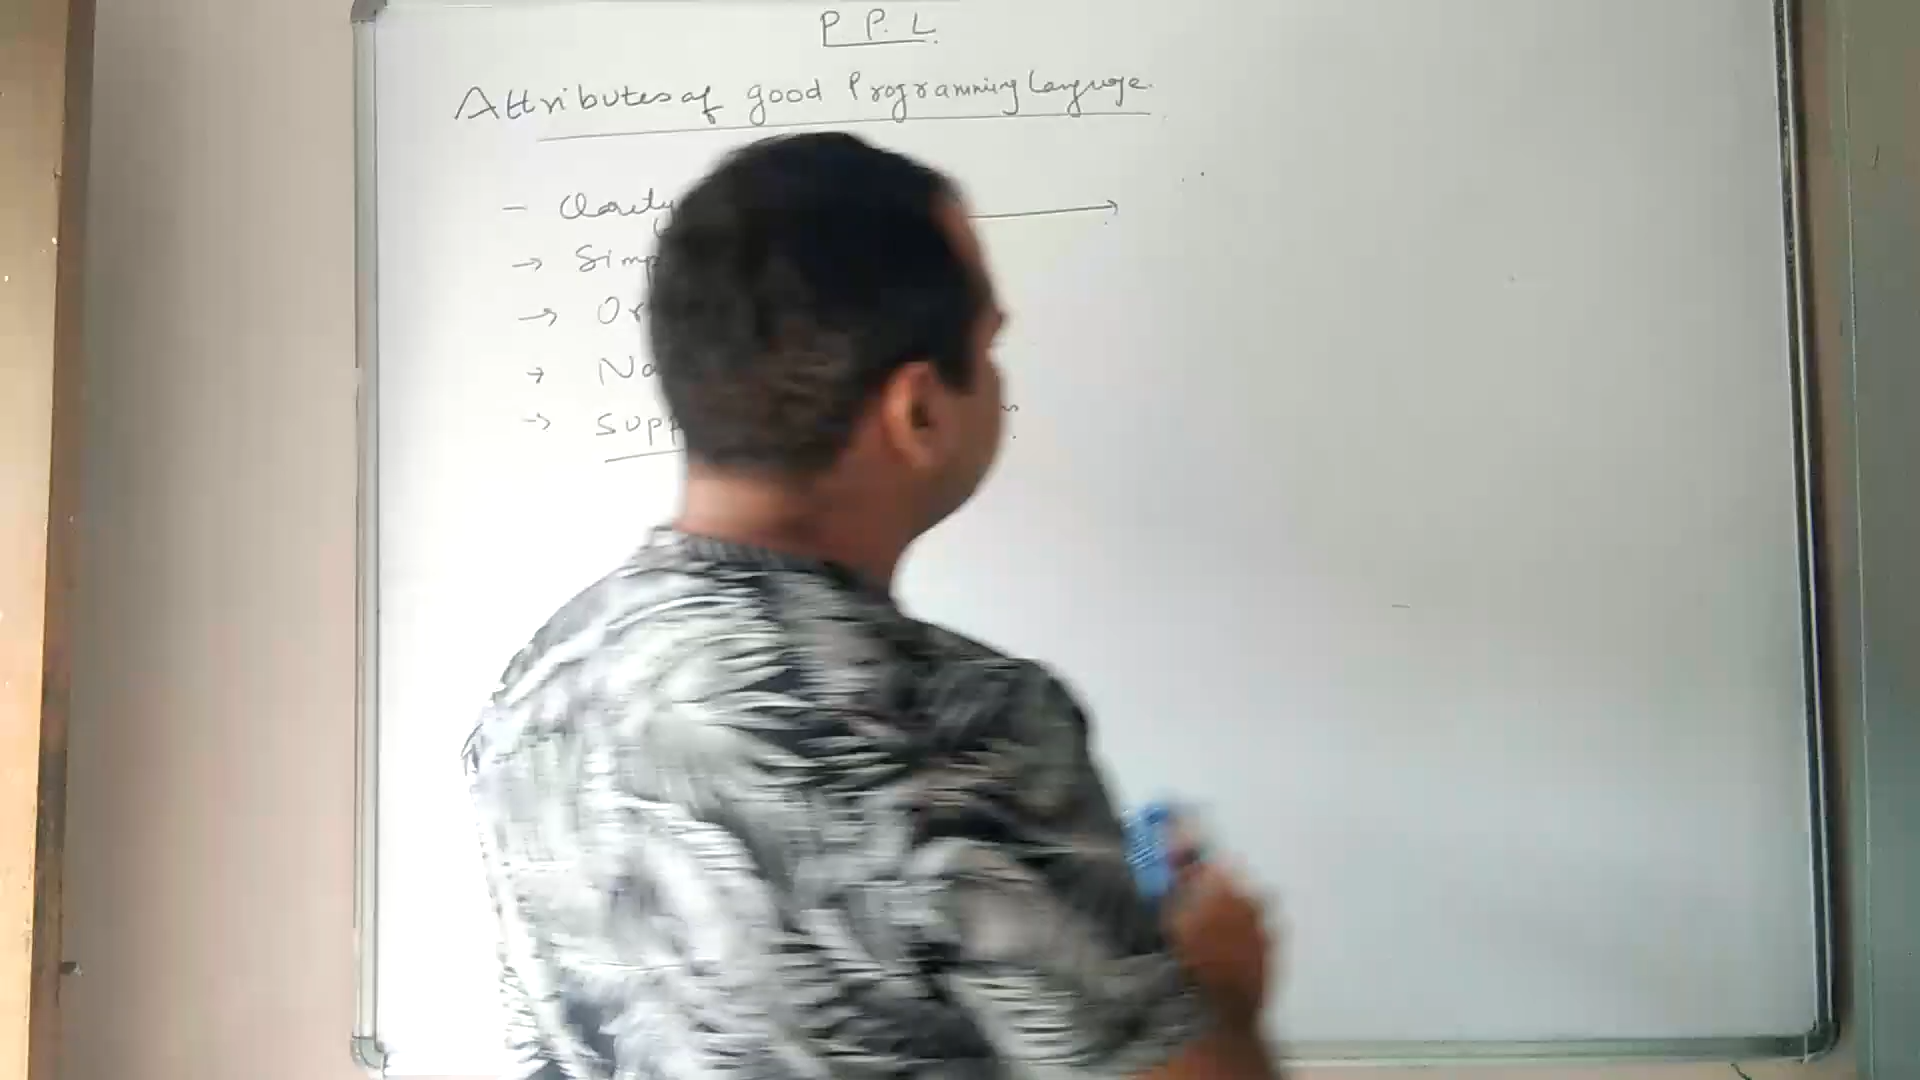 P. P. L.
Attributes of good Programming Language.
- Clarity
→ Simp
→ Or
→ Na
→ Supp